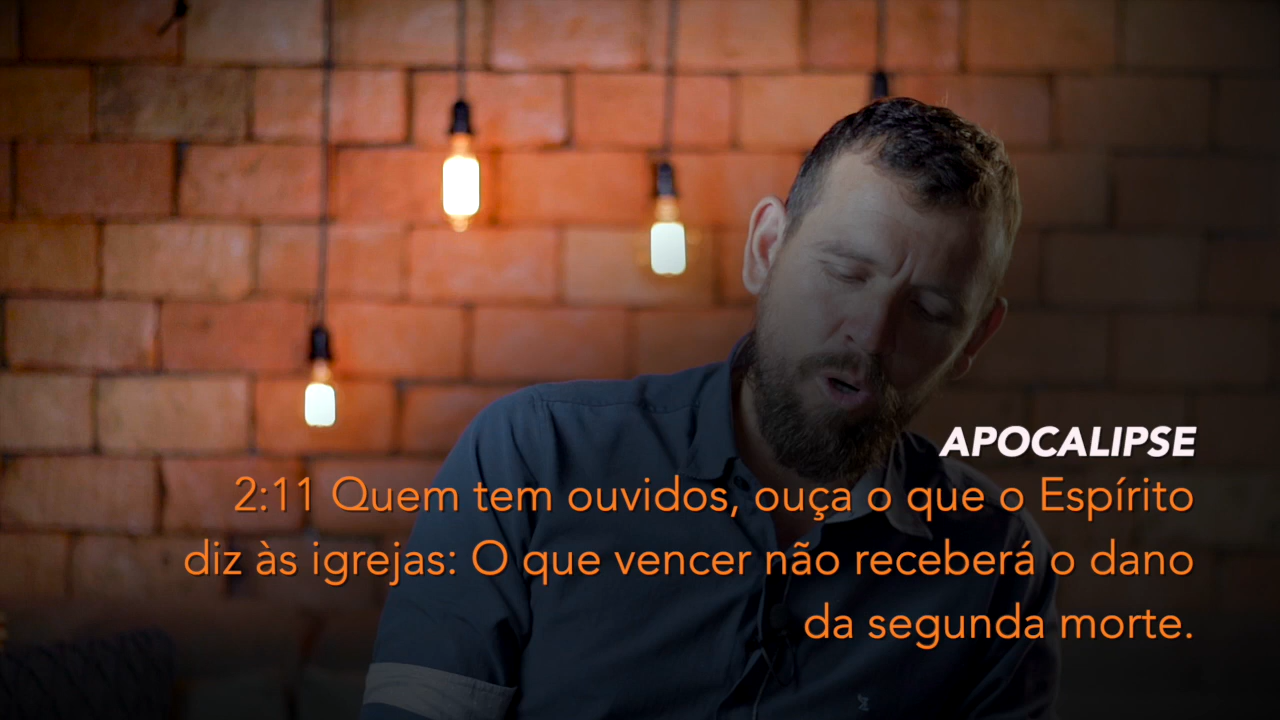 APOCALIPSE
2:11 Quem tem ouvidos, ouça o que o Espírito
diz às igrejas: O que vencer não receberá o dano
da segunda morte.